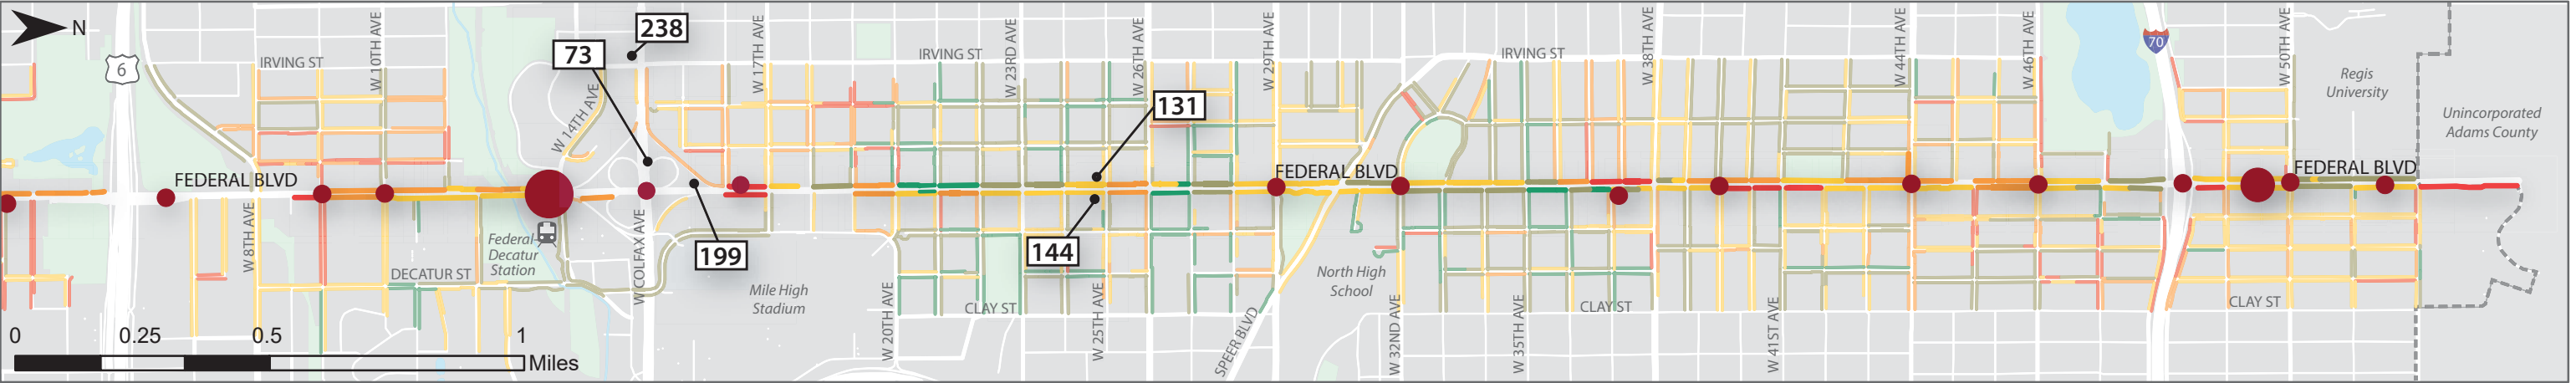 N
6
IRVING ST
W 10TH AVE
FEDERAL BLVD
W 8TH AVE
DECATUR ST
Federal-
Decatur
Station
W 14TH AVE
73
238
W COLFAX AVE
199
W 17TH AVE
Mile High
Stadium
W 20TH AVE
IRVING ST
W 23RD AVE
CLAY ST
144
131
W 25TH AVE
W 26TH AVE
W 29TH AVE
SPEER BLVD
FEDERAL BLVD
North High
School
W 32ND AVE
IRVING ST
W 35TH AVE
CLAY ST
W 38TH AVE
W 41ST AVE
W 44TH AVE
W 46TH AVE
70
W 50TH AVE
FEDERAL BLVD
CLAY ST
Regis
University
Unincorporated
Adams County
0 0.25 0.5 1
Miles